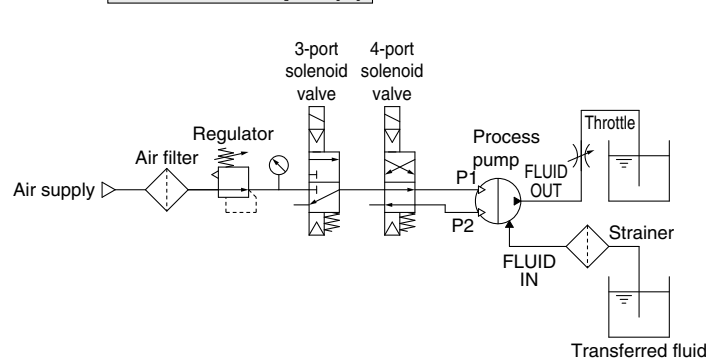 3-port
solenoid
valve
4-port
solenoid
valve
Regulator
Air filter
Air supply
Process
pump
P1
P2
FLUID
OUT
Throttle
FLUID
IN
Strainer
Transferred fluid